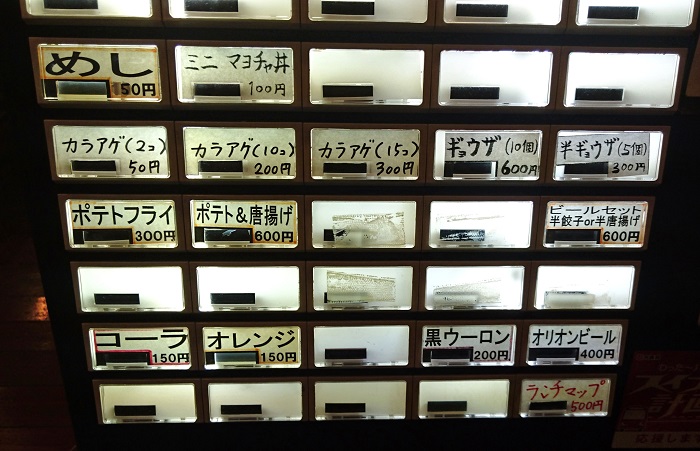 めし
150円
ミニ マヨチャ丼
100円
カラアゲ(2コ)
50円
カラアゲ(10コ)
200円
カラアゲ(15コ)
300円
ギョウザ(10個)
600円
半ギョウザ(5個)
300円
ポテトフライ
300円
ポテト&唐揚げ
600円
ビールセット
半餃子or半唐揚げ
600円
コーラ
150円
オレンジ
150円
黒ウーロン
200円
オリオンビール
400円
ランチマップ
500円